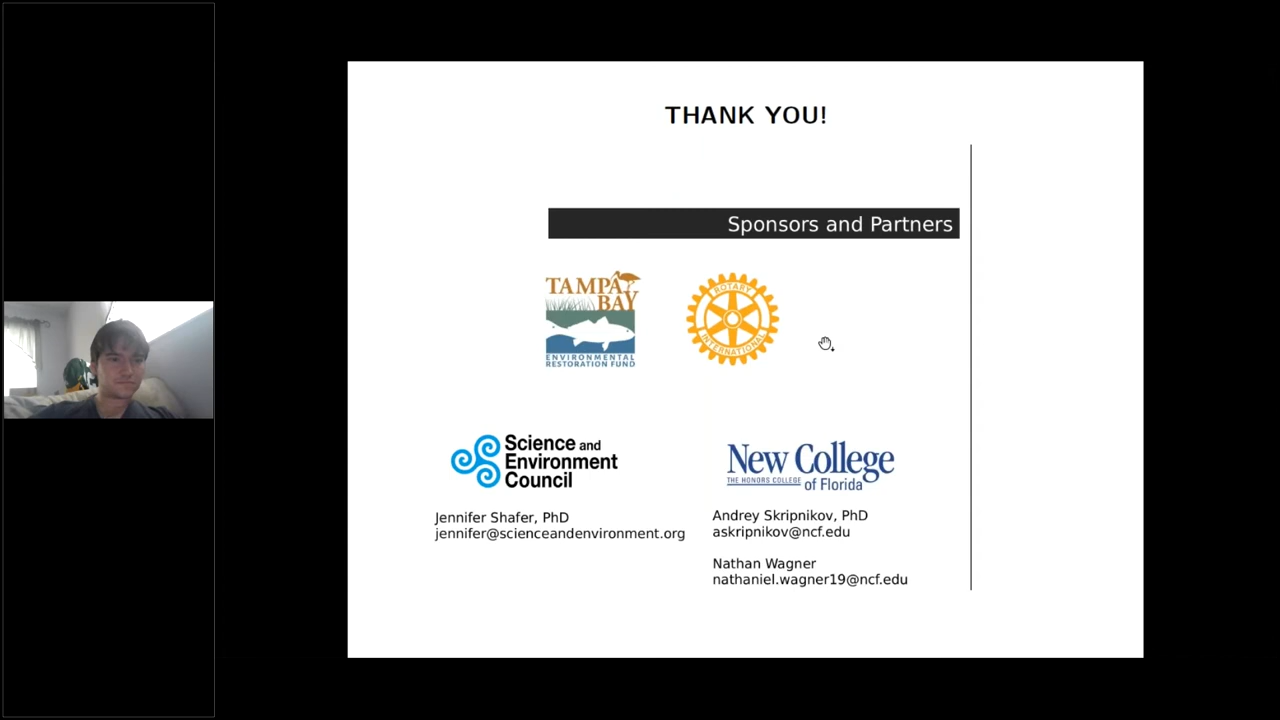 THANK YOU!
Sponsors and Partners
TAMPA
BAY
ENVIRONMENTAL
RESTORATION FUND
ROTARY
INTERNATIONAL
Science and
Environment
Council
Jennifer Shafer, PhD
jennifer@scienceandenvironment.org
New College
THE HONORS COLLEGE
of Florida
Andrey Skripnikov, PhD
askripnikov@ncf.edu
Nathan Wagner
nathaniel.wagner19@ncf.edu